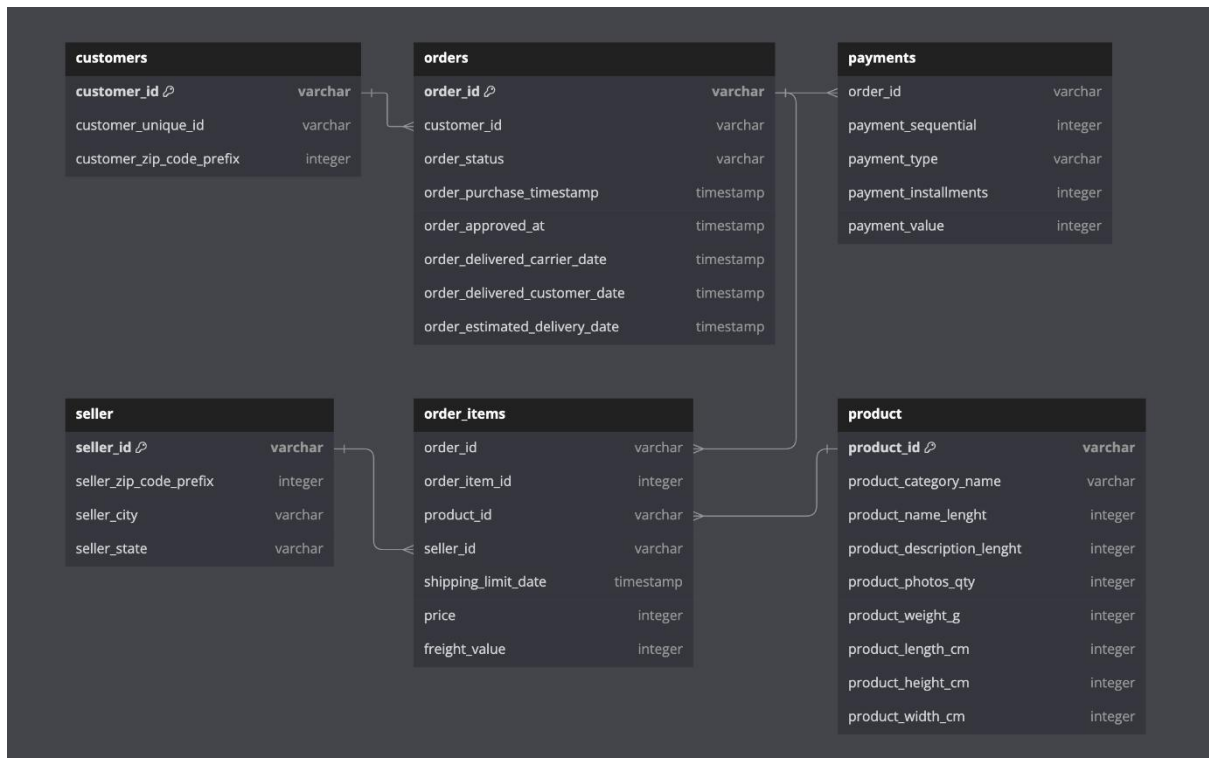 customers
customer_id varchar
customer_unique_id varchar
customer_zip_code_prefix integer
orders
order_id varchar
customer_id varchar
order_status varchar
order_purchase_timestamp timestamp
order_approved_at timestamp
order_delivered_carrier_date timestamp
order_delivered_customer_date timestamp
order_estimated_delivery_date timestamp
payments
order_id varchar
payment_sequential integer
payment_type varchar
payment_installments integer
payment_value integer
seller
seller_id varchar
seller_zip_code_prefix integer
seller_city varchar
seller_state varchar
order_items
order_id varchar
order_item_id integer
product_id varchar
seller_id varchar
shipping_limit_date timestamp
price integer
freight_value integer
product
product_id varchar
product_category_name varchar
product_name_lenght integer
product_description_lenght integer
product_photos_qty integer
product_weight_g integer
product_length_cm integer
product_height_cm integer
product_width_cm integer